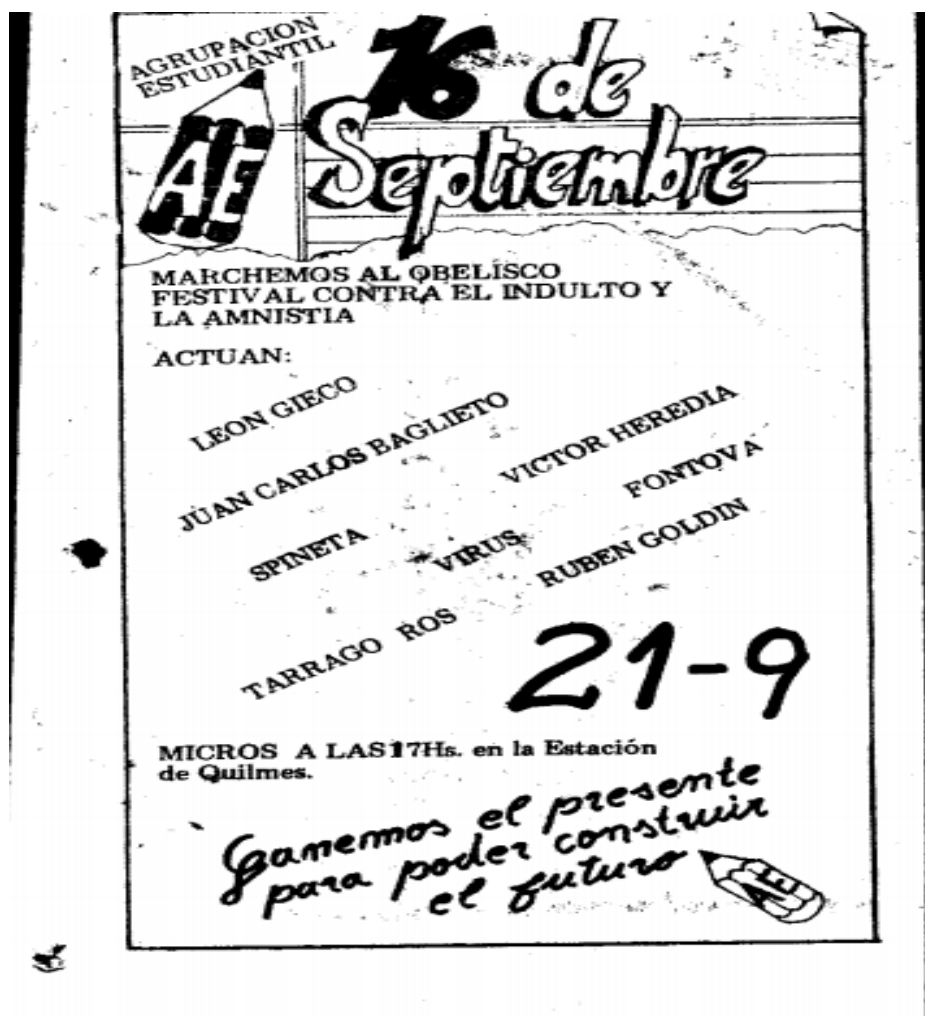 AGRUPACION
ESTUDIANTIL
16 de
Septiembre
AE
MARCHEMOS AL OBELISCO
FESTIVAL CONTRA EL INDULTO Y
LA AMNISTIA
ACTUAN:
LEON GIECO
JUAN CARLOS BAGLIETO
VICTOR HEREDIA
SPINETA
VIRUS
FONTOVA
TARRAGO ROS
RUBEN GOLDIN
21-9
MICROS A LAS 17Hs. en la Estación
de Quilmes.
Ganemos el presente
para poder construir
el futuro
AE